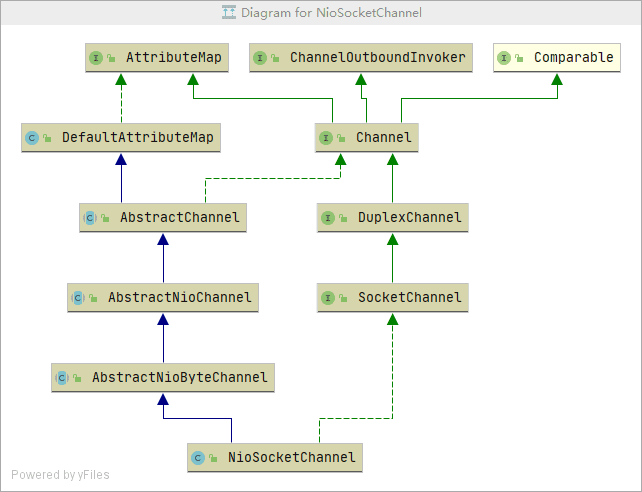 Diagram for NioSocketChannel
I AttributeMap
I ChannelOutboundInvoker
I Comparable
C DefaultAttributeMap
I Channel
C AbstractChannel
I DuplexChannel
C AbstractNioChannel
I SocketChannel
C AbstractNioByteChannel
C NioSocketChannel
Powered by yFiles